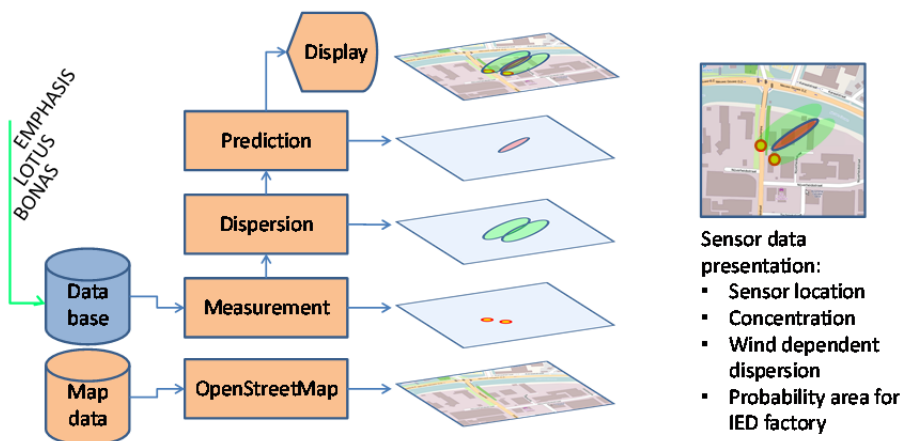 Display
EMPHASIS
LOTUS
BONAS
Prediction
Dispersion
Data
base
Measurement
Map
data
OpenStreetMap
Sensor data
presentation:
▪ Sensor location
▪ Concentration
▪ Wind dependent
dispersion
▪ Probability area for
IED factory